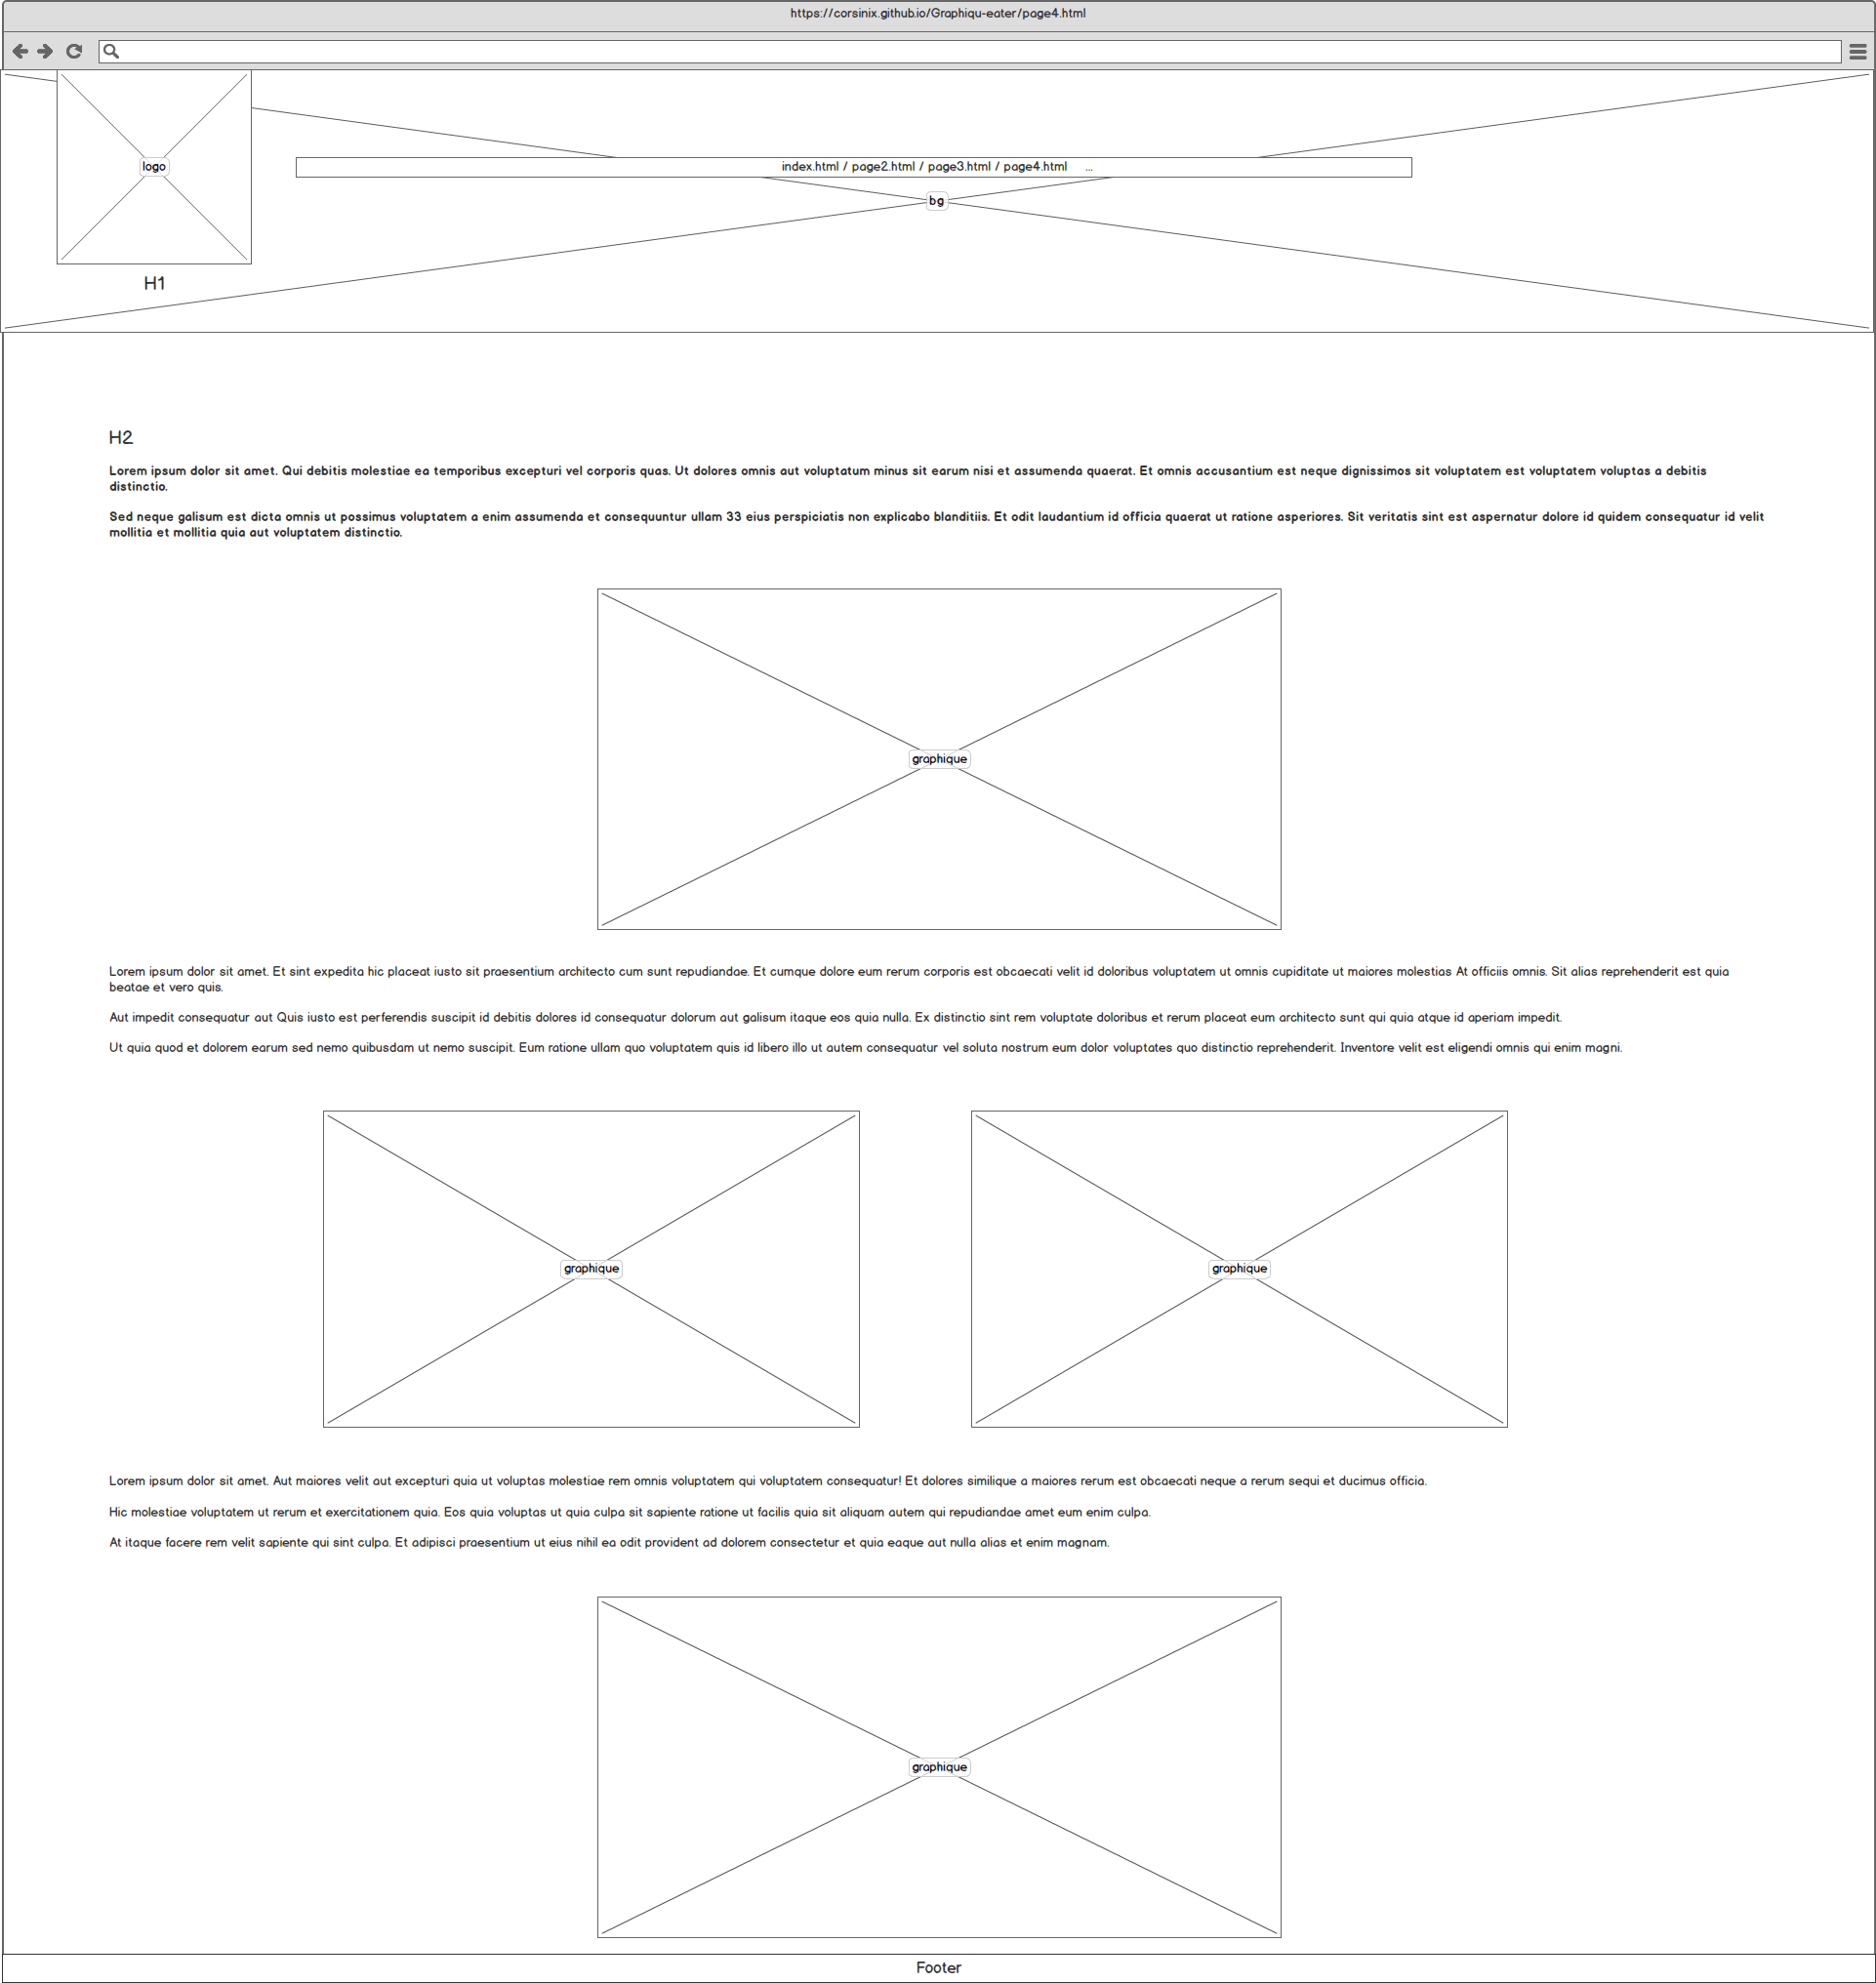 https://corsinix.github.io/Graphiqu-eater/page4.html
logo
index.html / page2.html / page3.html / page4.html ...
bg
H1
H2
Lorem ipsum dolor sit amet. Qui debitis molestiae ea temporibus excepturi vel corporis quas. Ut dolores omnis aut voluptatum minus sit earum nisi et assumenda quaerat. Et omnis accusantium est neque dignissimos sit voluptatem est voluptatem voluptas a debitis
distinctio.
Sed neque galisum est dicta omnis ut possimus voluptatem a enim assumenda et consequuntur ullam 33 eius perspiciatis non explicabo blanditiis. Et odit laudantium id officia quaerat ut ratione asperiores. Sit veritatis sint est aspernatur dolore id quidem consequatur id velit
mollitia et mollitia quia aut voluptatem distinctio.
graphique
Lorem ipsum dolor sit amet. Et sint expedita hic placeat iusto sit praesentium architecto cum sunt repudiandae. Et cumque dolore eum rerum corporis est obcaecati velit id doloribus voluptatem ut omnis cupiditate ut maiores molestias At officiis omnis. Sit alias reprehenderit est quia
beatae et vero quis.
Aut impedit consequatur aut Quis iusto est perferendis suscipit id debitis dolores id consequatur dolorum aut galisum itaque eos quia nulla. Ex distinctio sint rem voluptate doloribus et rerum placeat eum architecto sunt qui quia atque id aperiam impedit.
Ut quia quod et dolorem earum sed nemo quibusdam ut nemo suscipit. Eum ratione ullam quo voluptatem quis id libero illo ut autem consequatur vel soluta nostrum eum dolor voluptates quo distinctio reprehenderit. Inventore velit est eligendi omnis qui enim magni.
graphique
graphique
Lorem ipsum dolor sit amet. Aut maiores velit aut excepturi quia ut voluptas molestiae rem omnis voluptatem qui voluptatem consequatur! Et dolores similique a maiores rerum est obcaecati neque a rerum sequi et ducimus officia.
Hic molestiae voluptatem ut rerum et exercitationem quia. Eos quia voluptas ut quia culpa sit sapiente ratione ut facilis quia sit aliquam autem qui repudiandae amet eum enim culpa.
At itaque facere rem velit sapiente qui sint culpa. Et adipisci praesentium ut eius nihil ea odit provident ad dolorem consectetur et quia eaque aut nulla alias et enim magnam.
graphique
Footer